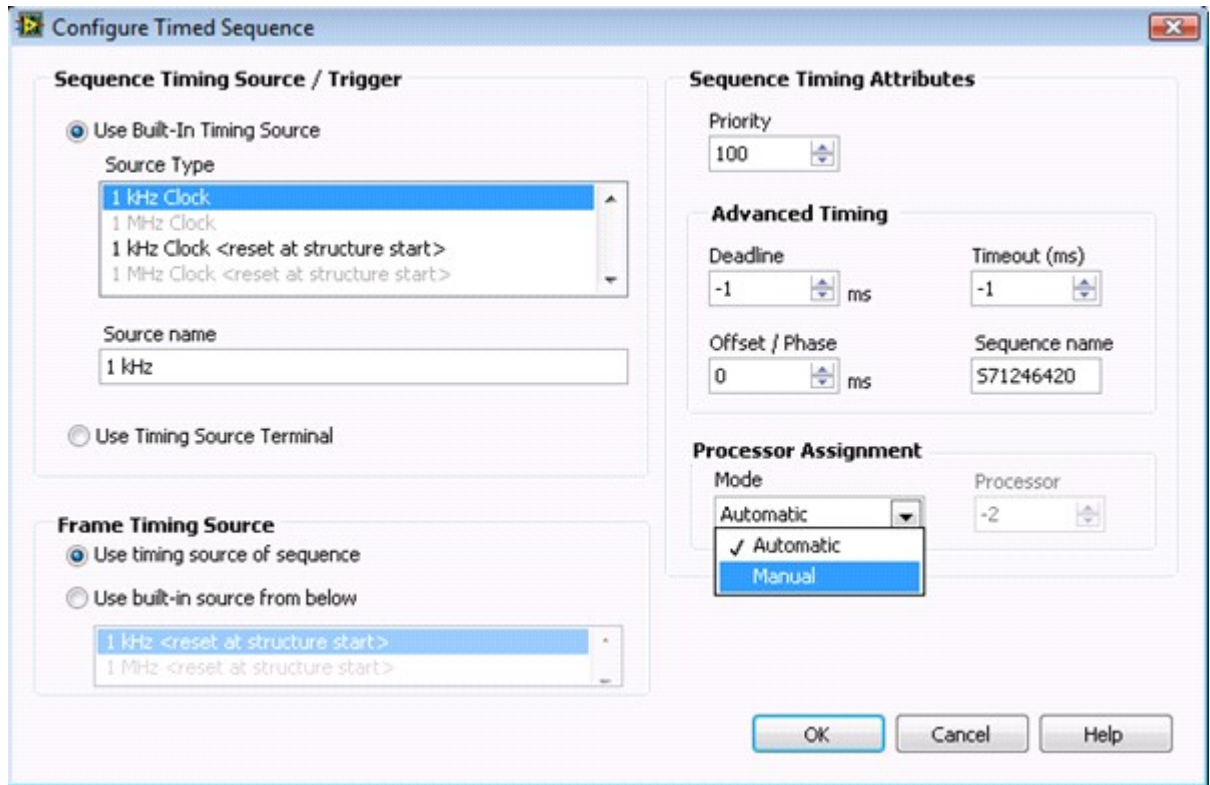 Configure Timed Sequence
Sequence Timing Source / Trigger
Use Built-In Timing Source
Source Type
1 kHz Clock
1 MHz Clock
1 kHz Clock <reset at structure start>
1 MHz Clock <reset at structure start>
Source name
1 kHz
Use Timing Source Terminal
Frame Timing Source
Use timing source of sequence
Use built-in source from below
1 kHz <reset at structure start>
1 MHz <reset at structure start>
Sequence Timing Attributes
Priority
100
Advanced Timing
Deadline
-1 ms
Timeout (ms)
-1
Offset / Phase
0 ms
Sequence name
S71246420
Processor Assignment
Mode
Automatic
✓ Automatic
Manual
Processor
-2
OK Cancel Help